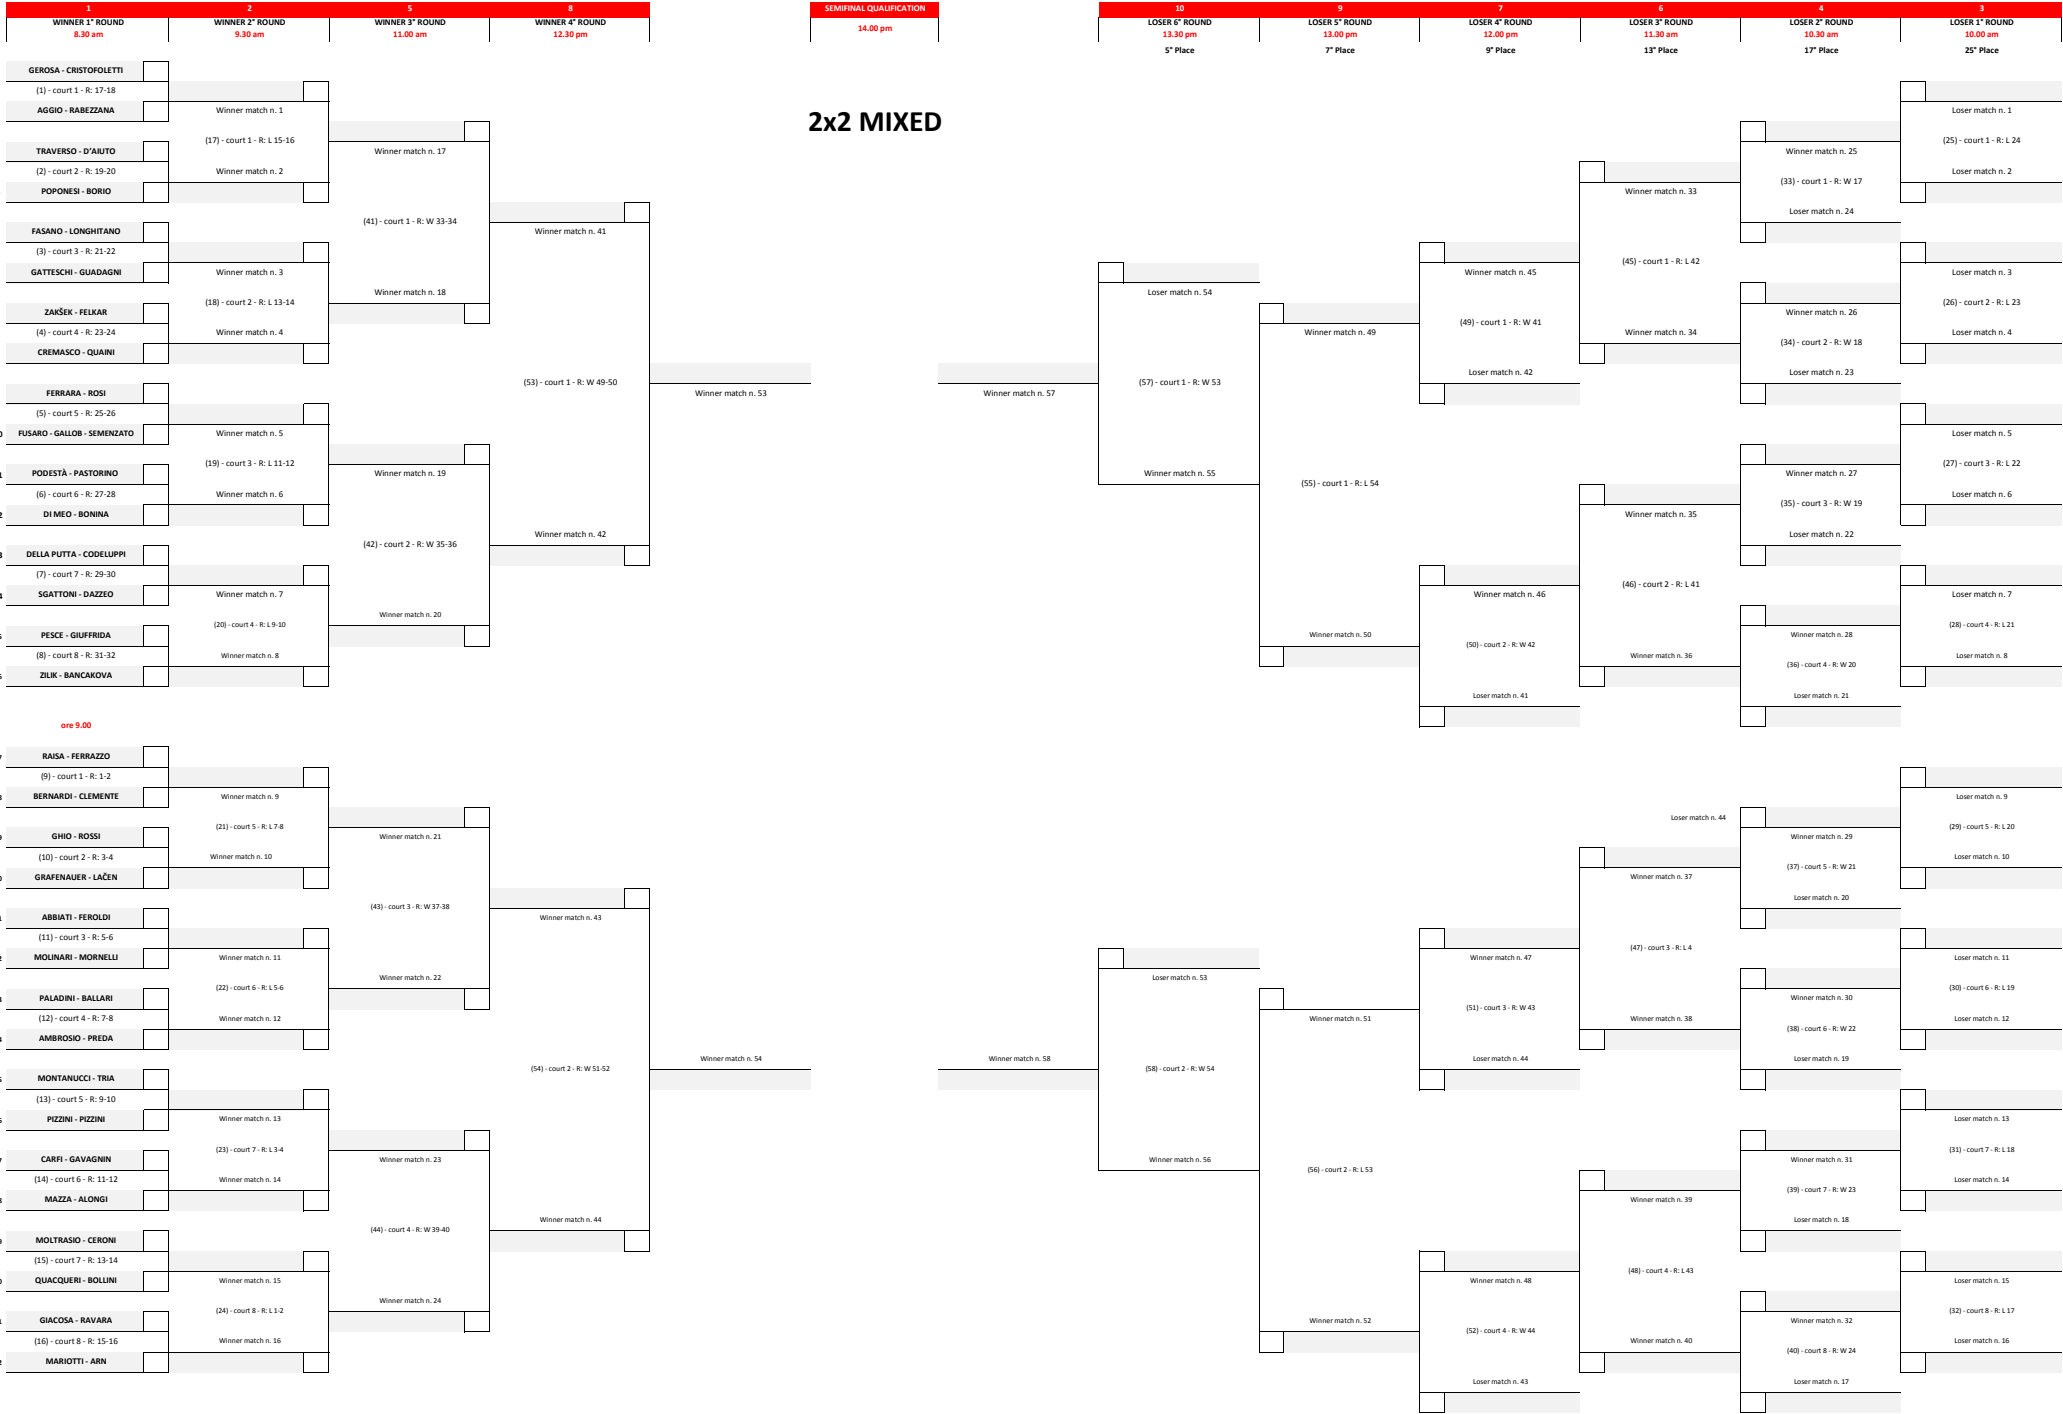 1 2 5 8 SEMIFINAL QUALIFICATION 10 9 7 6 4 3
WINNER 1° ROUND WINNER 2° ROUND WINNER 3° ROUND WINNER 4° ROUND LOSER 6° ROUND LOSER 5° ROUND LOSER 4° ROUND LOSER 3° ROUND LOSER 2° ROUND LOSER 1° ROUND
8.30 am 9.30 am 11.00 am 12.30 pm 14.00 pm 13.30 pm 13.00 pm 12.00 pm 11.30 am 10.30 am 10.00 am
5° Place 7° Place 9° Place 13° Place 17° Place 25° Place
2x2 MIXED
GEROSA - CRISTOFOLETTI
(1) - court 1 - R: 17-18
AGGIO - RABEZZANA
TRAVERSO - D'AIUTO
(2) - court 2 - R: 19-20
POPONESI - BORIO
FASANO - LONGHITANO
(3) - court 3 - R: 21-22
GATTESCHI - GUADAGNI
ZAKŠEK - FELKAR
(4) - court 4 - R: 23-24
CREMASCO - QUAINI
FERRARA - ROSI
(5) - court 5 - R: 25-26
FUSARO - GALLOB - SEMENZATO
PODESTÀ - PASTORINO
(6) - court 6 - R: 27-28
DI MEO - BONINA
DELLA PUTTA - CODELUPPI
(7) - court 7 - R: 29-30
SGATTONI - DAZZEO
PESCE - GIUFFRIDA
(8) - court 8 - R: 31-32
ZILIK - BANCAKOVA
ore 9.00
RAISA - FERRAZZO
(9) - court 1 - R: 1-2
BERNARDI - CLEMENTE
GHIO - ROSSI
(10) - court 2 - R: 3-4
GRAFENAUER - LAČEN
ABBIATI - FEROLDI
(11) - court 3 - R: 5-6
MOLINARI - MORNELLI
PALADINI - BALLARI
(12) - court 4 - R: 7-8
AMBROSIO - PREDA
MONTANUCCI - TRIA
(13) - court 5 - R: 9-10
PIZZINI - PIZZINI
CARFI - GAVAGNIN
(14) - court 6 - R: 11-12
MAZZA - ALONGI
MOLTRASIO - CERONI
(15) - court 7 - R: 13-14
QUACQUERI - BOLLINI
GIACOSA - RAVARA
(16) - court 8 - R: 15-16
MARIOTTI - ARN
Winner match n. 1
(17) - court 1 - R: L 15-16
Winner match n. 2
Winner match n. 3
(18) - court 2 - R: L 13-14
Winner match n. 4
Winner match n. 5
(19) - court 3 - R: L 11-12
Winner match n. 6
Winner match n. 7
(20) - court 4 - R: L 9-10
Winner match n. 8
Winner match n. 9
(21) - court 5 - R: L 7-8
Winner match n. 10
Winner match n. 11
(22) - court 6 - R: L 5-6
Winner match n. 12
Winner match n. 13
(23) - court 7 - R: L 3-4
Winner match n. 14
Winner match n. 15
(24) - court 8 - R: L 1-2
Winner match n. 16
Winner match n. 17
(41) - court 1 - R: W 33-34
Winner match n. 18
Winner match n. 19
(42) - court 2 - R: W 35-36
Winner match n. 20
Winner match n. 21
(43) - court 3 - R: W 37-38
Winner match n. 22
Winner match n. 23
(44) - court 4 - R: W 39-40
Winner match n. 24
Winner match n. 41
(53) - court 1 - R: W 49-50
Winner match n. 42
Winner match n. 43
(54) - court 2 - R: W 51-52
Winner match n. 44
Winner match n. 53
Winner match n. 54
Winner match n. 57
Winner match n. 58
Loser match n. 54
(57) - court 1 - R: W 53
Winner match n. 55
Loser match n. 53
(58) - court 2 - R: W 54
Winner match n. 56
Winner match n. 49
(55) - court 1 - R: L 54
Winner match n. 50
Winner match n. 51
(56) - court 2 - R: L 53
Winner match n. 52
Winner match n. 45
(49) - court 1 - R: W 41
Loser match n. 42
Winner match n. 46
(50) - court 2 - R: W 42
Loser match n. 41
Winner match n. 47
(51) - court 3 - R: W 43
Loser match n. 44
Winner match n. 48
(52) - court 4 - R: W 44
Loser match n. 43
Winner match n. 33
(45) - court 1 - R: L 42
Winner match n. 34
Winner match n. 35
(46) - court 2 - R: L 41
Winner match n. 36
Loser match n. 44
Winner match n. 37
(47) - court 3 - R: L 4
Winner match n. 38
Winner match n. 39
(48) - court 4 - R: L 43
Winner match n. 40
Winner match n. 25
(33) - court 1 - R: W 17
Loser match n. 24
Winner match n. 26
(34) - court 2 - R: W 18
Loser match n. 23
Winner match n. 27
(35) - court 3 - R: W 19
Loser match n. 22
Winner match n. 28
(36) - court 4 - R: W 20
Loser match n. 21
Winner match n. 29
(37) - court 5 - R: W 21
Loser match n. 20
Winner match n. 30
(38) - court 6 - R: W 22
Loser match n. 19
Winner match n. 31
(39) - court 7 - R: W 23
Loser match n. 18
Winner match n. 32
(40) - court 8 - R: W 24
Loser match n. 17
Loser match n. 1
(25) - court 1 - R: L 24
Loser match n. 2
Loser match n. 3
(26) - court 2 - R: L 23
Loser match n. 4
Loser match n. 5
(27) - court 3 - R: L 22
Loser match n. 6
Loser match n. 7
(28) - court 4 - R: L 21
Loser match n. 8
Loser match n. 9
(29) - court 5 - R: L 20
Loser match n. 10
Loser match n. 11
(30) - court 6 - R: L 19
Loser match n. 12
Loser match n. 13
(31) - court 7 - R: L 18
Loser match n. 14
Loser match n. 15
(32) - court 8 - R: L 17
Loser match n. 16